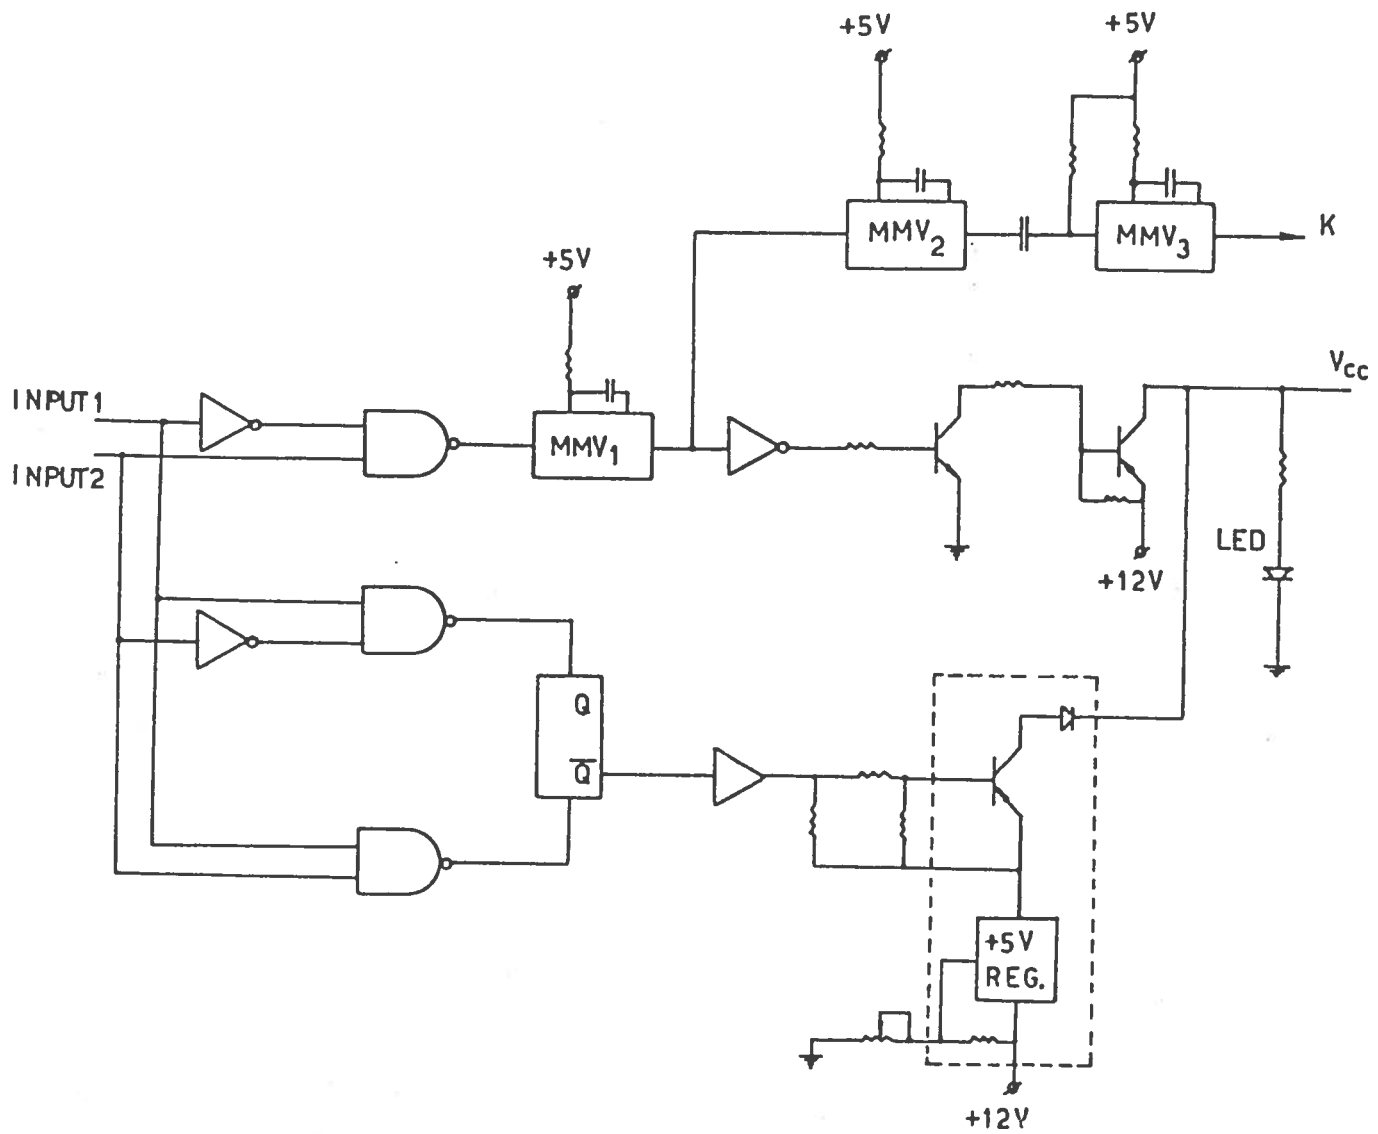 +5V
+5V
MMV2
MMV3
K
+5V
VCC
INPUT1
MMV1
INPUT2
LED
+12V
Q
Q
+5V
REG.
+12V